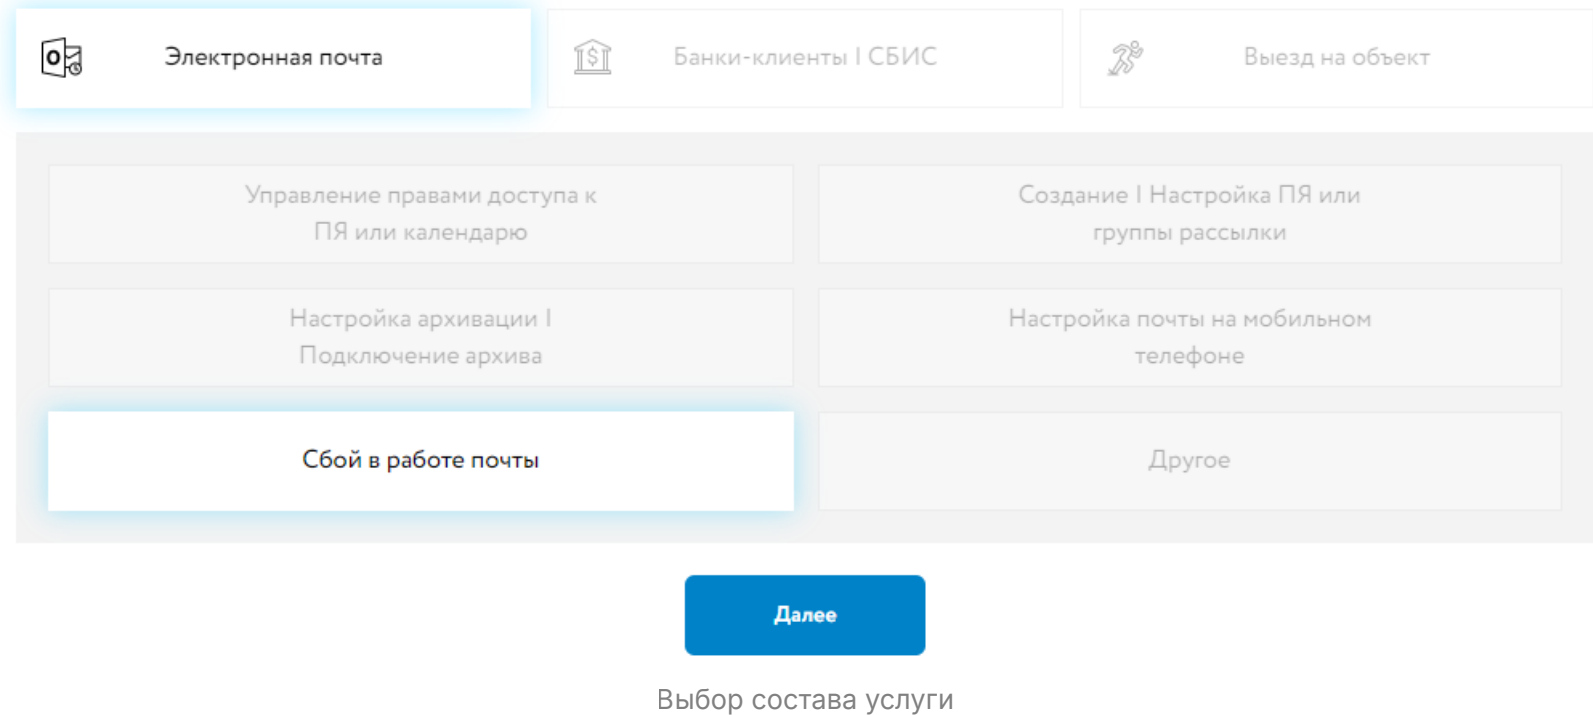 Электронная почта
Банки-клиенты I СБИС
Выезд на объект
Управление правами доступа к
ПЯ или календарю
Создание I Настройка ПЯ или
группы рассылки
Настройка архивации I
Подключение архива
Настройка почты на мобильном
телефоне
Сбой в работе почты
Другое
Далее
Выбор состава услуги